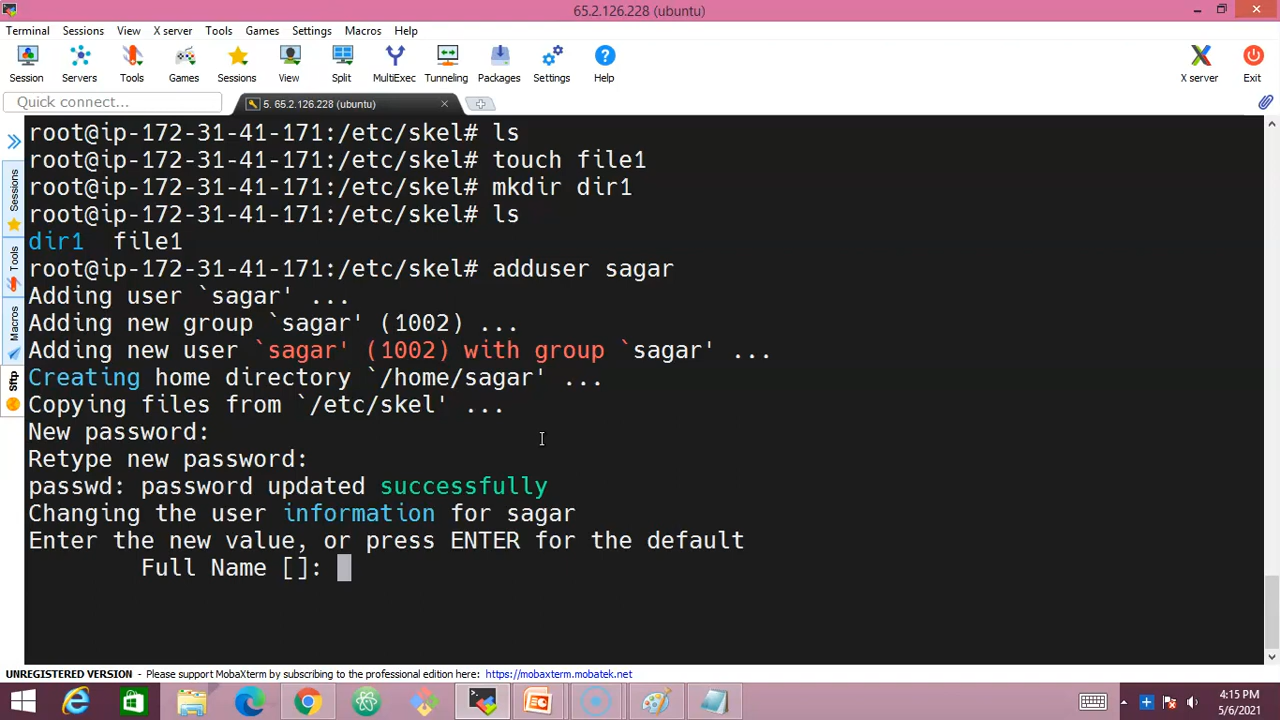 65.2.126.228 (ubuntu)
Terminal Sessions View X server Tools Games Settings Macros Help
Session Servers Tools Games Sessions View Split MultiExec Tunneling Packages Settings Help X server Exit
Quick connect... 5. 65.2.126.228 (ubuntu)
root@ip-172-31-41-171:/etc/skel# ls
root@ip-172-31-41-171:/etc/skel# touch file1
root@ip-172-31-41-171:/etc/skel# mkdir dir1
root@ip-172-31-41-171:/etc/skel# ls
dir1 file1
root@ip-172-31-41-171:/etc/skel# adduser sagar
Adding user `sagar' ...
Adding new group `sagar' (1002) ...
Adding new user `sagar' (1002) with group `sagar' ...
Creating home directory `/home/sagar' ...
Copying files from `/etc/skel' ...
New password:
Retype new password:
passwd: password updated successfully
Changing the user information for sagar
Enter the new value, or press ENTER for the default
Full Name []:
Sessions
Tools
Macros
Sftp
UNREGISTERED VERSION - Please support MobaXterm by subscribing to the professional edition here: https://mobaxterm.mobatek.net
4:15 PM
5/6/2021